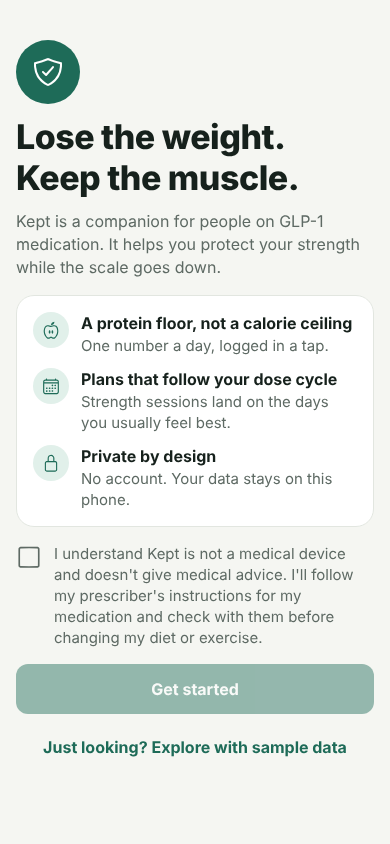 Lose the weight.
Keep the muscle.
Kept is a companion for people on GLP-1
medication. It helps you protect your strength
while the scale goes down.
A protein floor, not a calorie ceiling
One number a day, logged in a tap.
Plans that follow your dose cycle
Strength sessions land on the days
you usually feel best.
Private by design
No account. Your data stays on this
phone.
I understand Kept is not a medical device
and doesn't give medical advice. I'll follow
my prescriber's instructions for my
medication and check with them before
changing my diet or exercise.
Get started
Just looking? Explore with sample data